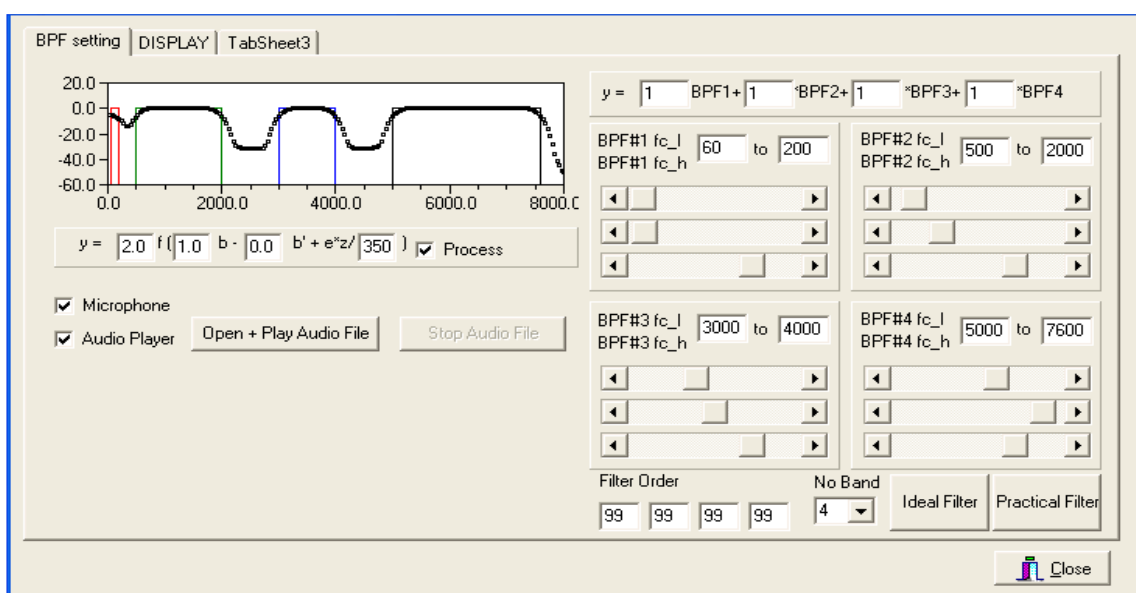 BPF setting DISPLAY TabSheet3
20.0
0.0
-20.0
-40.0
-60.0
0.0 2000.0 4000.0 6000.0 8000.0
y = 2.0 f ( 1.0 b - 0.0 b' + e*z/ 350 ) Process
Microphone
Audio Player Open + Play Audio File Stop Audio File
y = 1 BPF1+ 1 *BPF2+ 1 *BPF3+ 1 *BPF4
BPF#1 fc_l
BPF#1 fc_h 60 to 200
BPF#2 fc_l
BPF#2 fc_h 500 to 2000
BPF#3 fc_l
BPF#3 fc_h 3000 to 4000
BPF#4 fc_l
BPF#4 fc_h 5000 to 7600
Filter Order No Band
99 99 99 99 4 Ideal Filter Practical Filter
Close